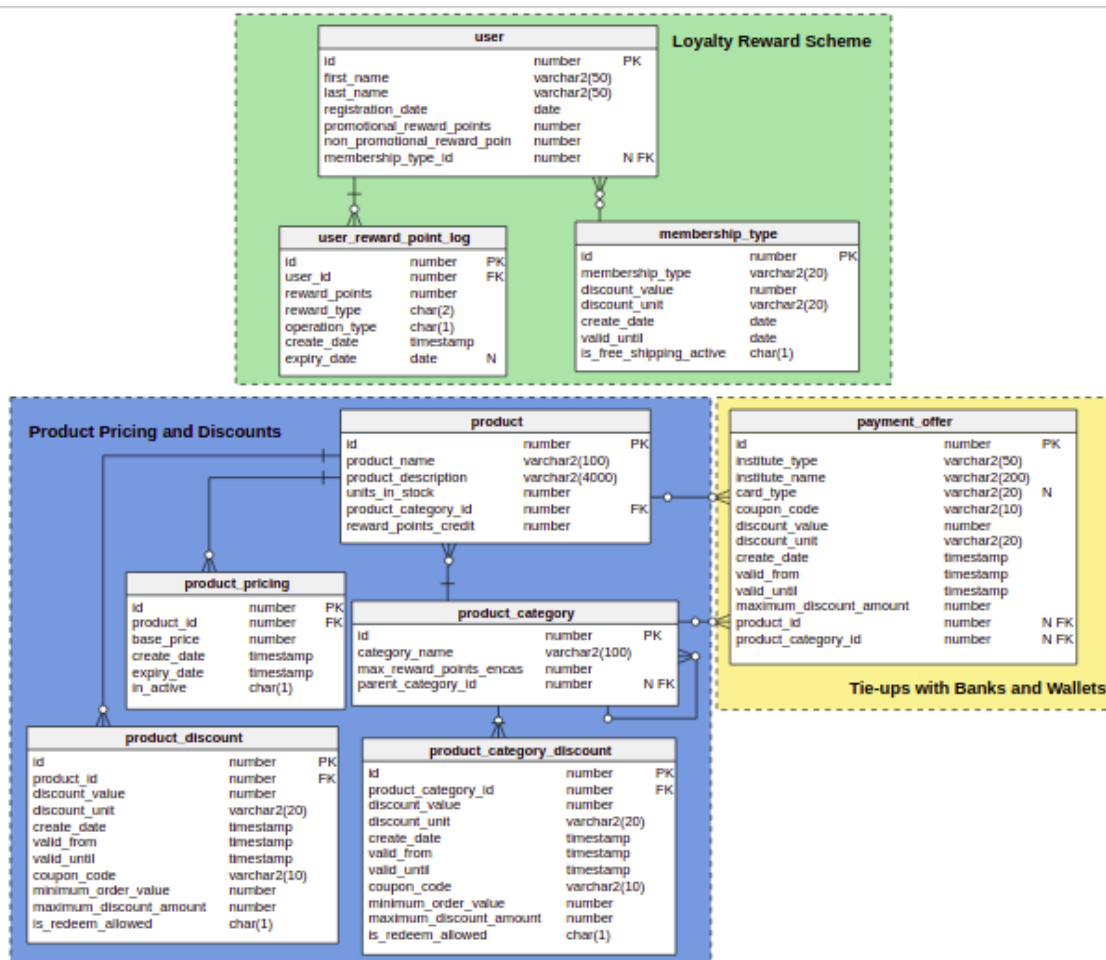 user
Loyalty Reward Scheme
id number PK
first_name varchar2(50)
last_name varchar2(50)
registration_date date
promotional_reward_points number
non_promotional_reward_poin number
membership_type_id number N FK
user_reward_point_log
id number PK
user_id number FK
reward_points number
reward_type char(2)
operation_type char(1)
create_date timestamp
expiry_date date N
membership_type
id number PK
membership_type varchar2(20)
discount_value number
discount_unit varchar2(20)
create_date date
valid_until date
is_free_shipping_active char(1)
Product Pricing and Discounts
product
id number PK
product_name varchar2(100)
product_description varchar2(4000)
units_in_stock number
product_category_id number FK
reward_points_credit number
payment_offer
id number PK
institute_type varchar2(50)
institute_name varchar2(200)
card_type varchar2(20) N
coupon_code varchar2(10)
discount_value number
discount_unit varchar2(20)
create_date timestamp
valid_from timestamp
valid_until timestamp
maximum_discount_amount number
product_id number N FK
product_category_id number N FK
Tie-ups with Banks and Wallets
product_pricing
id number PK
product_id number FK
base_price number
create_date timestamp
expiry_date timestamp
in_active char(1)
product_category
id number PK
category_name varchar2(100)
max_reward_points_encas number
parent_category_id number N FK
product_discount
id number PK
product_id number FK
discount_value number
discount_unit varchar2(20)
create_date timestamp
valid_from timestamp
valid_until timestamp
coupon_code varchar2(10)
minimum_order_value number
maximum_discount_amount number
is_redeem_allowed char(1)
product_category_discount
id number PK
product_category_id number FK
discount_value number
discount_unit varchar2(20)
create_date timestamp
valid_from timestamp
valid_until timestamp
coupon_code varchar2(10)
minimum_order_value number
maximum_discount_amount number
is_redeem_allowed char(1)